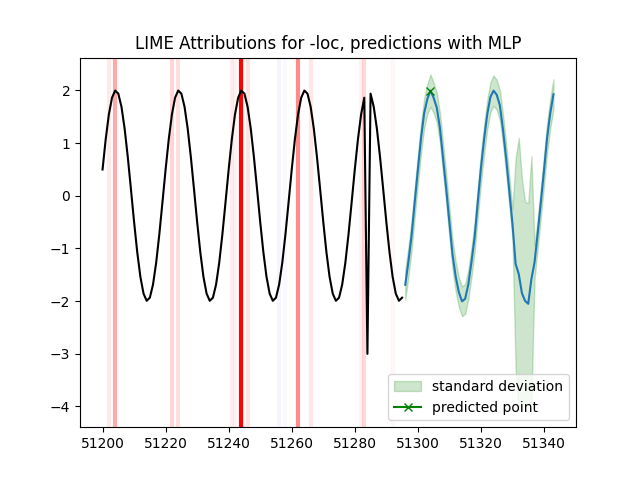 LIME Attributions for -loc, predictions with MLP
2
1
0
−1
−2
−3
−4
standard deviation
predicted point
51200 51220 51240 51260 51280 51300 51320 51340